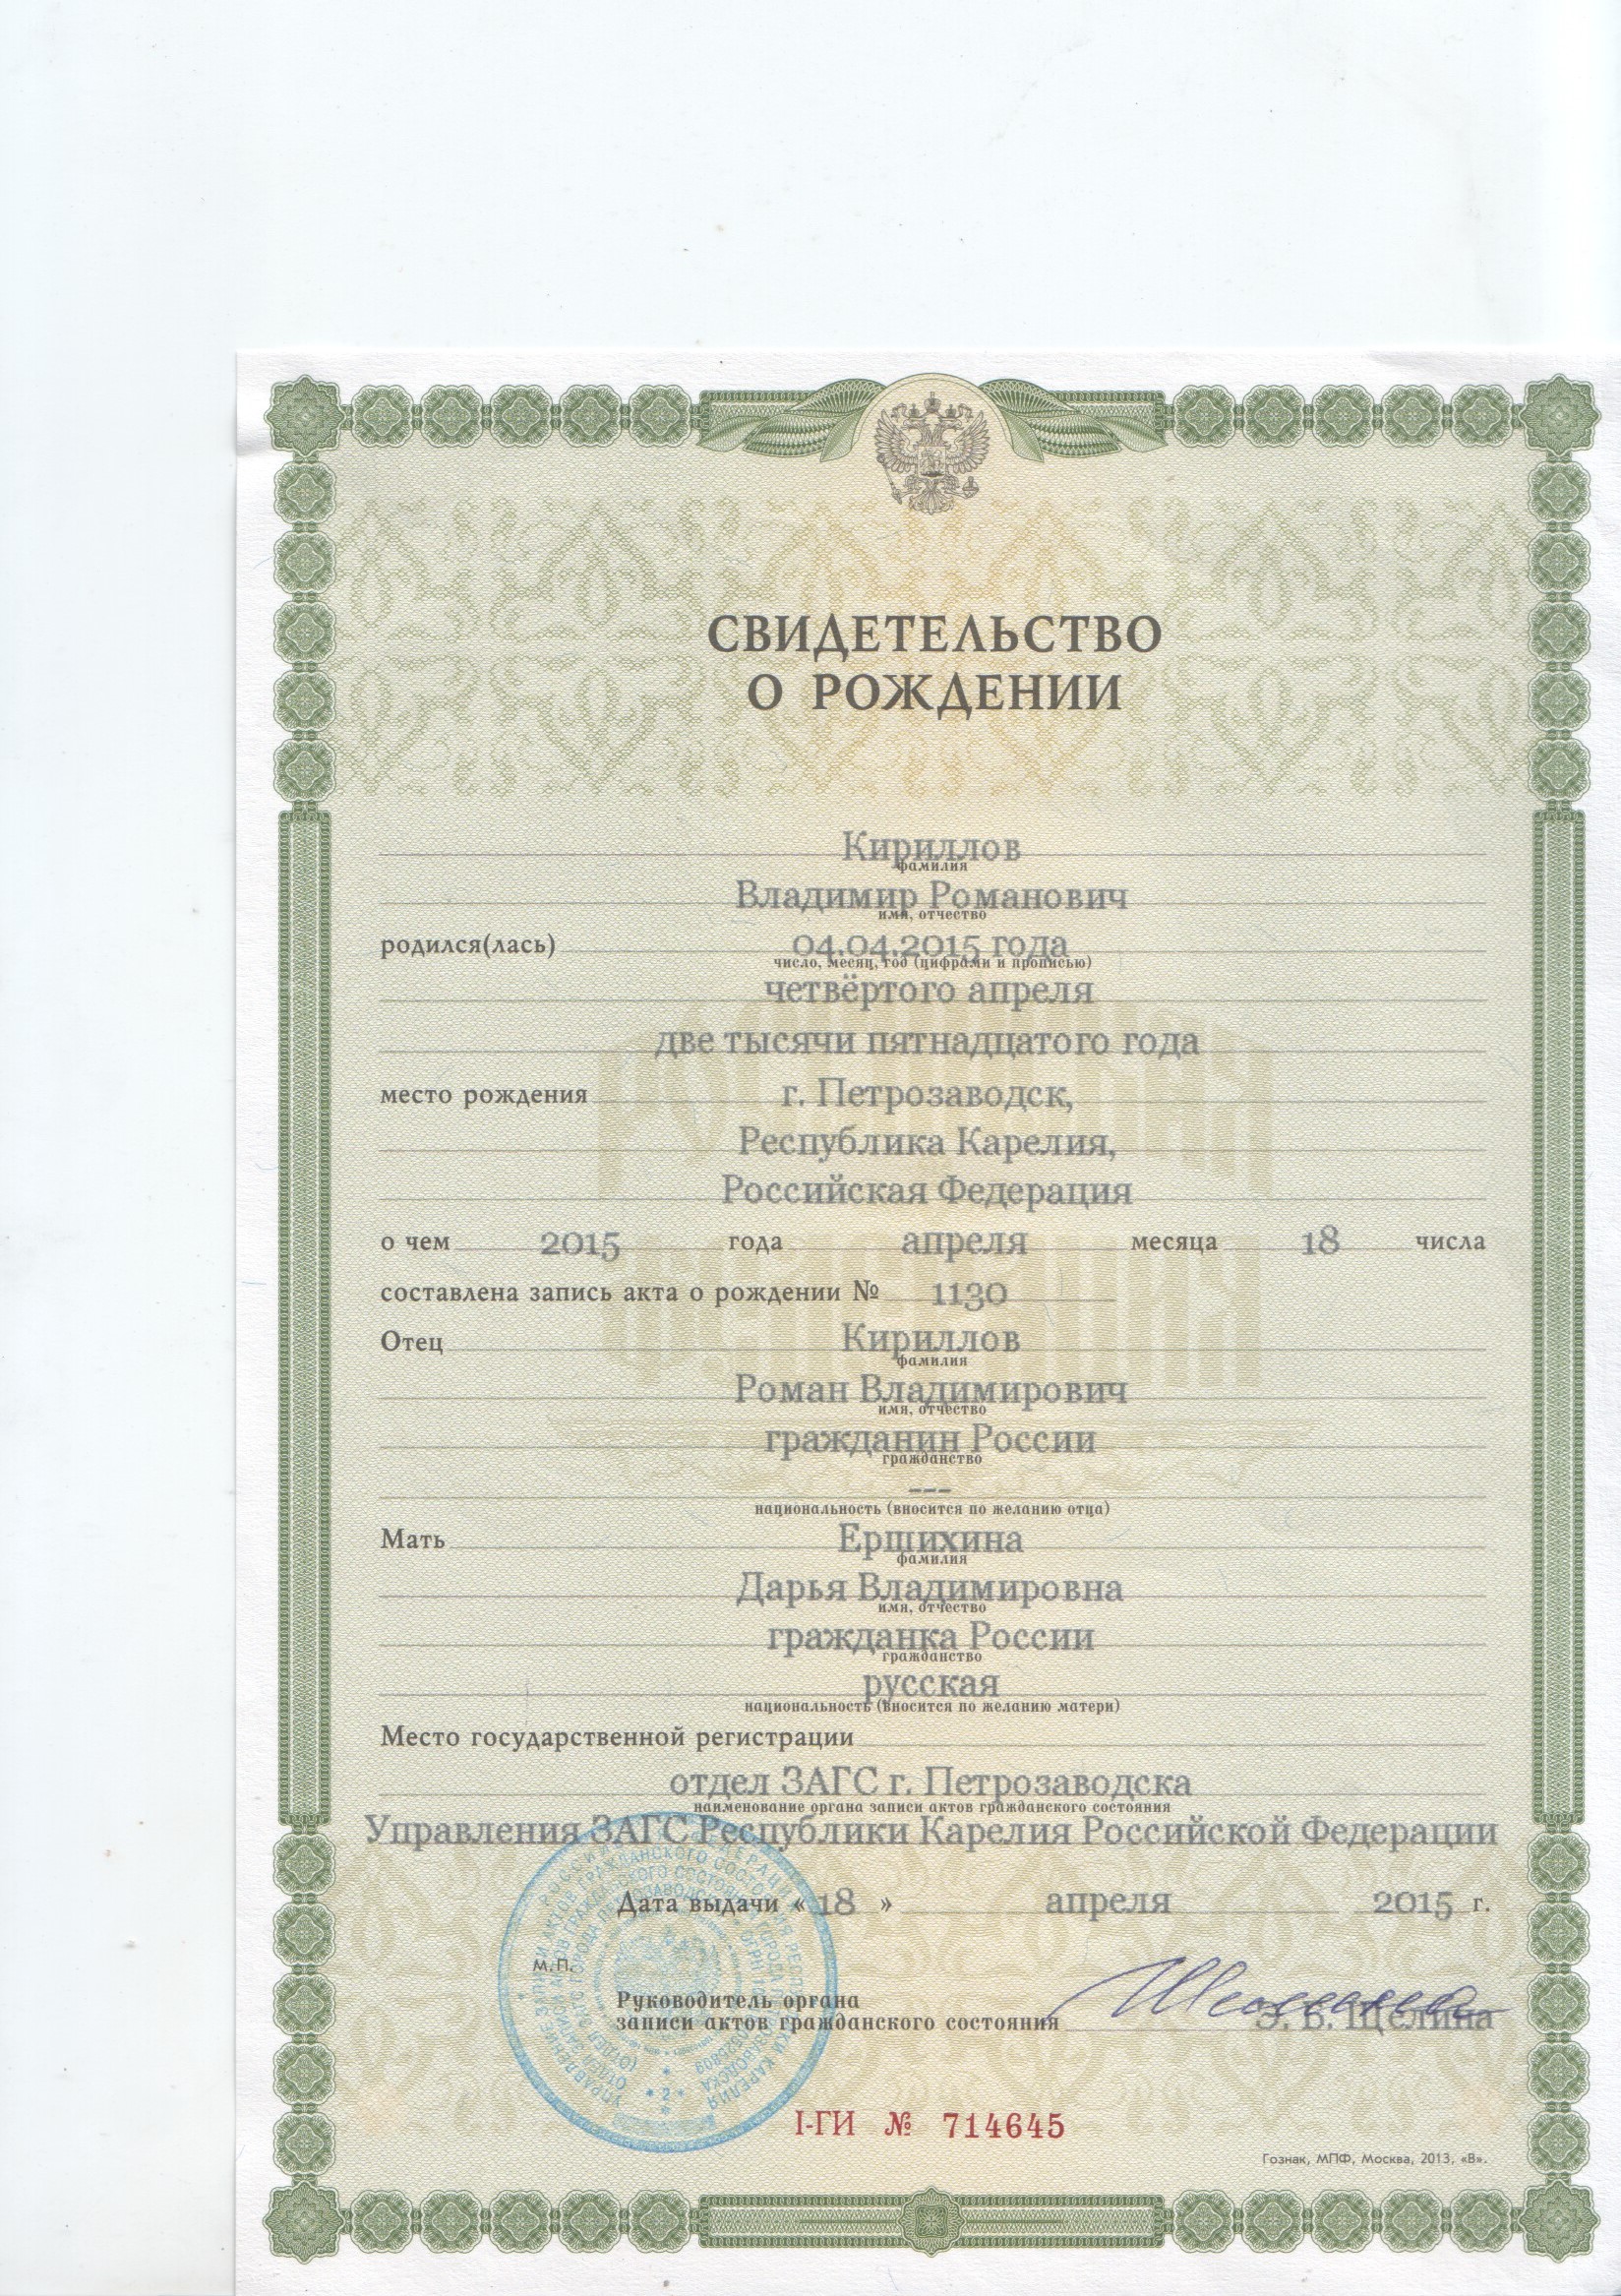 СВИДЕТЕЛЬСТВО
О РОЖДЕНИИ
Кириллов
фамилия
Владимир Романович
имя, отчество
родился(лась) 04.04.2015 года
число, месяц, год (цифрами и прописью)
четвёртого апреля
две тысячи пятнадцатого года
место рождения г. Петрозаводск,
Республика Карелия,
Российская Федерация
о чем 2015 года апреля месяца 18 числа
составлена запись акта о рождении № 1130
Отец Кириллов
фамилия
Роман Владимирович
имя, отчество
гражданин России
гражданство
---
национальность (вносится по желанию отца)
Мать Ершихина
фамилия
Дарья Владимировна
имя, отчество
гражданка России
гражданство
русская
национальность (вносится по желанию матери)
Место государственной регистрации
отдел ЗАГС г. Петрозаводска
наименование органа записи актов гражданского состояния
Управления ЗАГС Республики Карелия Российской Федерации
Дата выдачи « 18 » апреля 2015 г.
М.П.
Руководитель органа
записи актов гражданского состояния Э. В. Щелина
I-ГИ № 714645
Гознак, МПФ, Москва, 2013, «В».